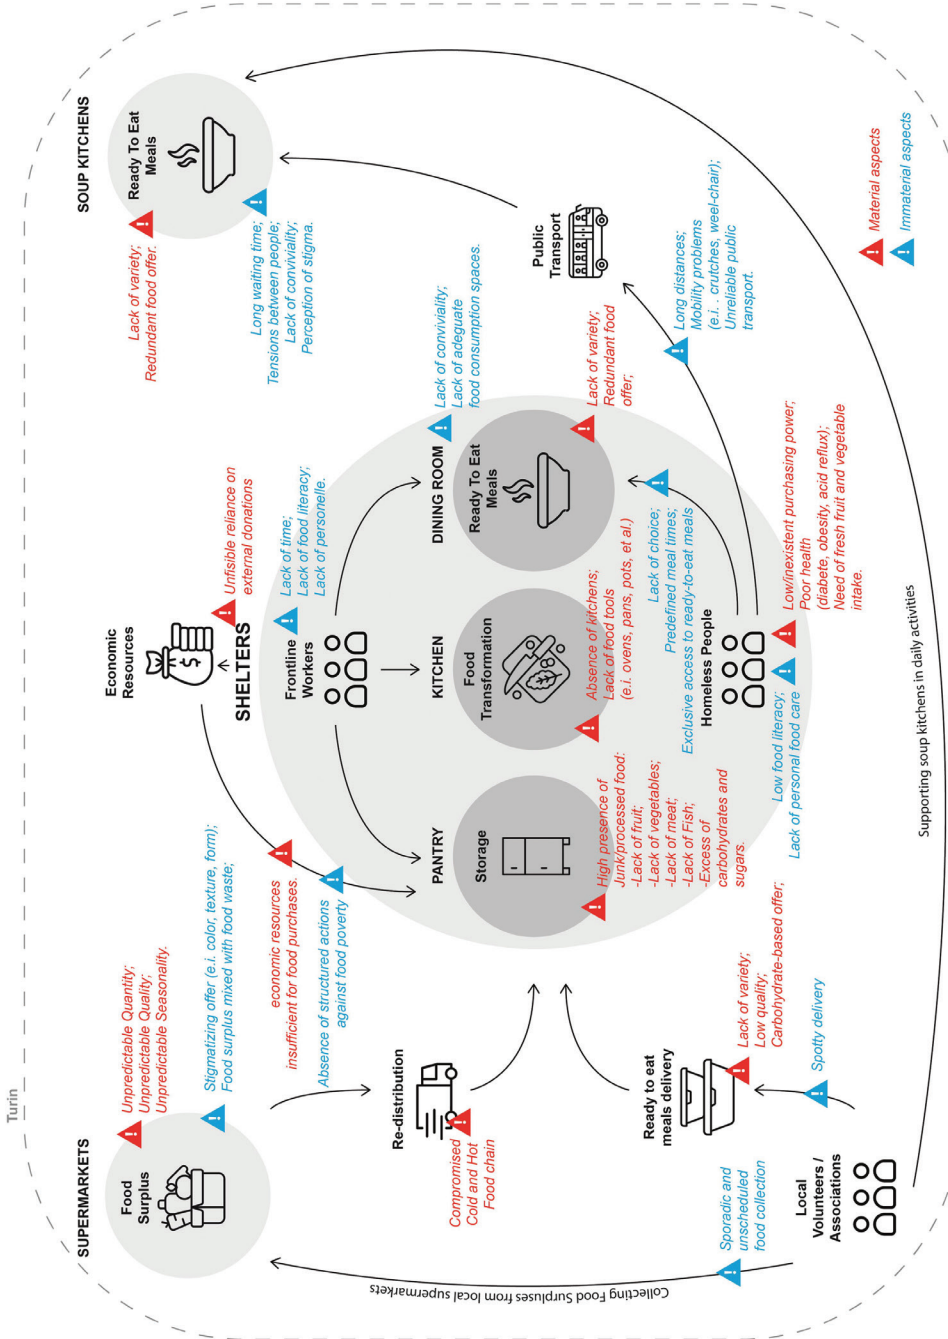 Turin
SUPERMARKETS
Food
Surplus
Unpredictable Quantity;
Unpredictable Quality;
Unpredictable Seasonality.
Stigmatizing offer (e.i. color, texture, form);
Food surplus mixed with food waste;
economic resources
insufficient for food purchases.
Absence of structured actions
against food poverty
Re-distribution
Compromised
Cold and Hot
Food chain
Ready to eat
meals delivery
Lack of variety;
Low quality;
Carbohydrate-based offer;
Spotty delivery
Sporadic and
unscheduled
food collection
Local
Volunteers /
Associations
Collecting Food Surpluses from local supermarkets
Economic
Resources
Unfisible reliance on
external donations
SHELTERS
Frontline
Workers
Lack of time;
Lack of food literacy;
Lack of personelle.
PANTRY
Storage
High presence of
Junk/processed food:
-Lack of fruit;
-Lack of vegetables;
-Lack of meat;
-Lack of Fish;
-Excess of
carbohydrates and
sugars.
KITCHEN
Food
Transformation
Absence of kitchens;
Lack of food tools
(e.i. ovens, pans, pots, et al.)
DINING ROOM
Ready To Eat
Meals
Lack of conviviality;
Lack of adeguate
food consumption spaces.
Lack of variety;
Redundant food
offer;
Lack of choice;
Predefined meal times;
Exclusive access to ready-to-eat meals
Homeless People
Low food literacy;
Lack of personal food care
Low/inexistent purchasing power;
Poor health
(diabete, obesity, acid reflux);
Need of fresh fruit and vegetable
intake.
SOUP KITCHENS
Ready To Eat
Meals
Lack of variety;
Redundant food offer.
Long waiting time;
Tensions between people;
Lack of conviviality;
Perception of stigma.
Public
Transport
Long distances;
Mobility problems
(e.i. . crutches, weel-chair);
Unreliable public
transport.
Supporting soup kitchens in daily activities
Material aspects
Immaterial aspects